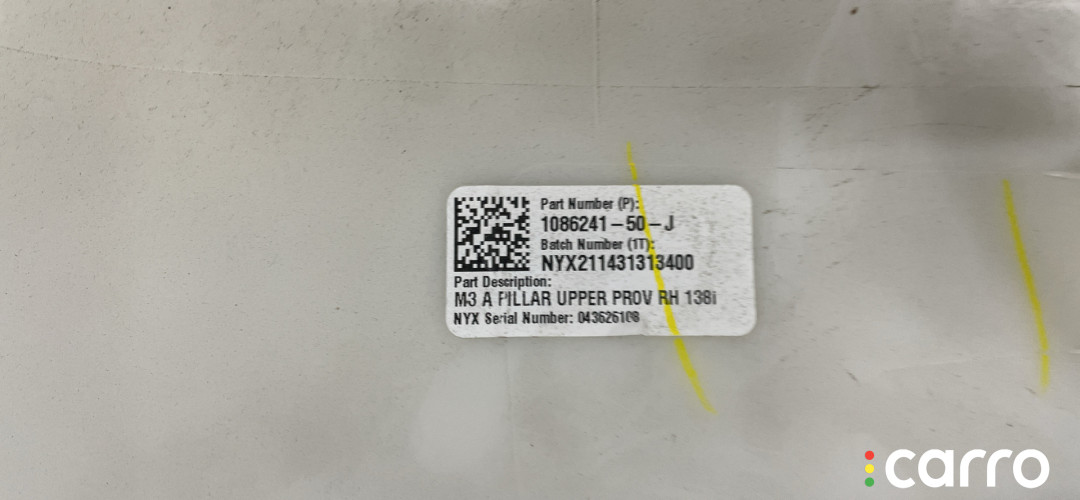 Part Number (P):
1086241-50-J
Batch Number (1T):
NYX211431313400
Part Description:
M3 A PILLAR UPPER PROV RH 138i
NYX Serial Number: 043626108
carro